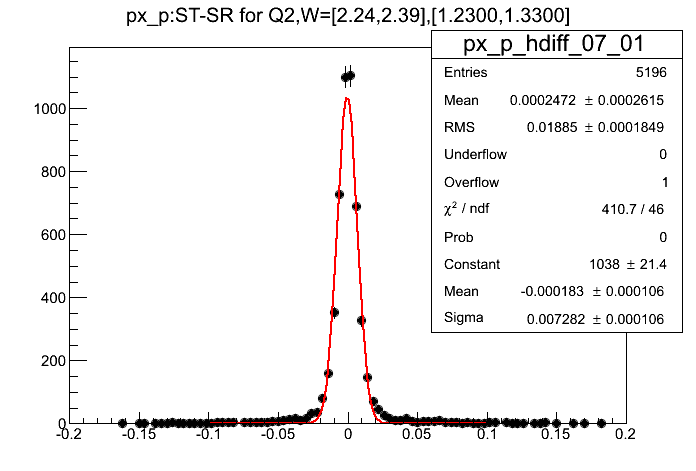 px_p:ST-SR for Q2,W=[2.24,2.39],[1.2300,1.3300]
px_p_hdiff_07_01
Entries 5196
Mean 0.0002472 ± 0.0002615
RMS 0.01885 ± 0.0001849
Underflow 0
Overflow 1
χ² / ndf 410.7 / 46
Prob 0
Constant 1038 ± 21.4
Mean -0.000183 ± 0.000106
Sigma 0.007282 ± 0.000106
1000
800
600
400
200
0
-0.2 -0.15 -0.1 -0.05 0 0.05 0.1 0.15 0.2